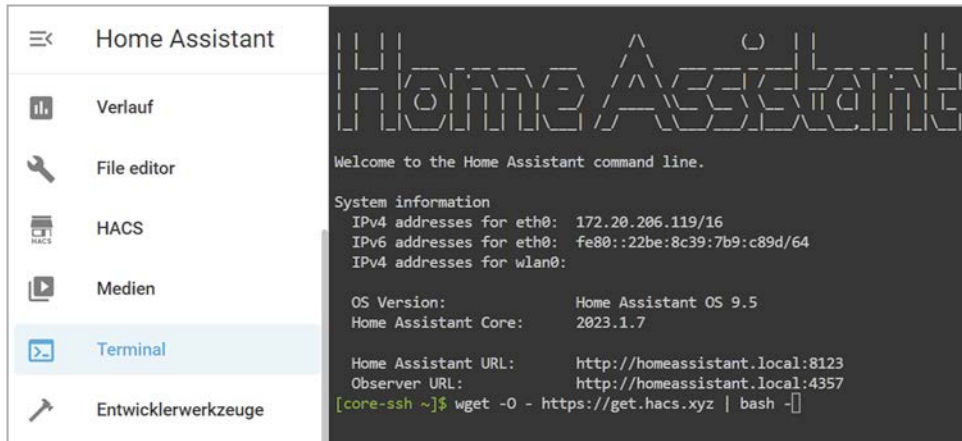 Home Assistant
Verlauf
File editor
HACS
HACS
Medien
Terminal
Entwicklerwerkzeuge
Home Assistant
Welcome to the Home Assistant command line.
System information
IPv4 addresses for eth0: 172.20.206.119/16
IPv6 addresses for eth0: fe80::22be:8c39:7b9:c89d/64
IPv4 addresses for wlan0:
OS Version: Home Assistant OS 9.5
Home Assistant Core: 2023.1.7
Home Assistant URL: http://homeassistant.local:8123
Observer URL: http://homeassistant.local:4357
[core-ssh ~]$ wget -O - https://get.hacs.xyz | bash -